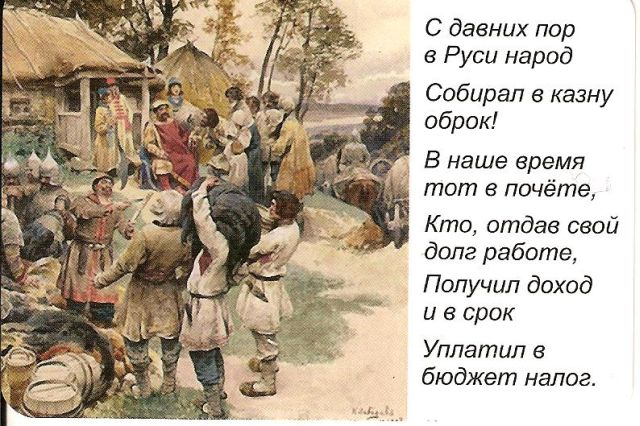 С давних пор
в Руси народ
Собирал в казну
оброк!
В наше время
тот в почёте,
Кто, отдав свой
долг работе,
Получил доход
и в срок
Уплатил в
бюджет налог.